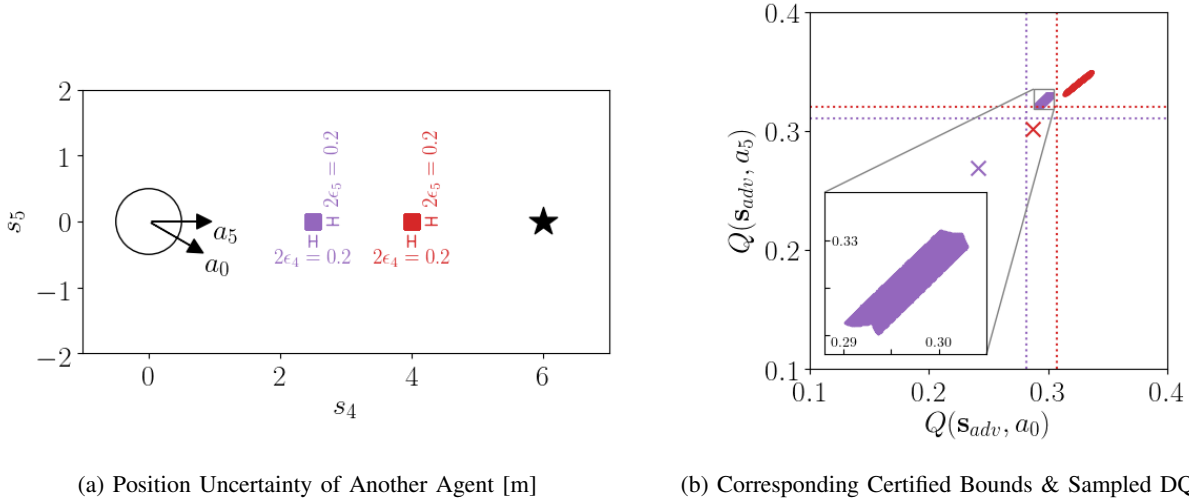 2
1
0
−1
−2
s₅
0
2
4
6
s₄
a₅
a₀
2ϵ₅ = 0.2
2ϵ₅ = 0.2
2ϵ₄ = 0.2
2ϵ₄ = 0.2
(a) Position Uncertainty of Another Agent [m]
0.4
0.3
0.2
0.1
Q(s_adv, a₅)
0.33
0.29
0.30
0.1
0.2
0.3
0.4
Q(s_adv, a₀)
(b) Corresponding Certified Bounds & Sampled DQ